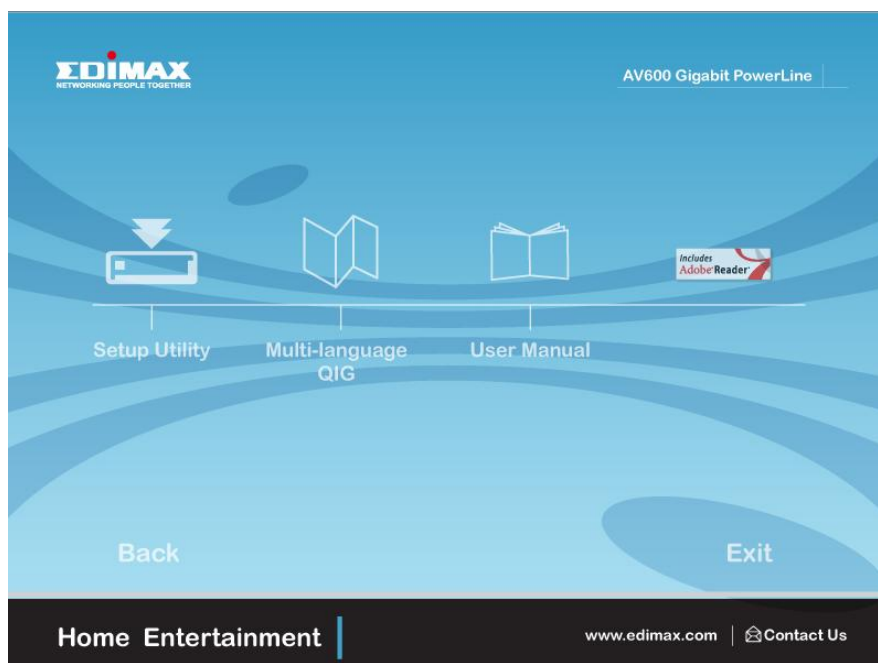 EDIMAX
NETWORKING PEOPLE TOGETHER
AV600 Gigabit PowerLine
Includes
Adobe Reader
Setup Utility
Multi-language
QIG
User Manual
Back
Exit
Home Entertainment
www.edimax.com
Contact Us